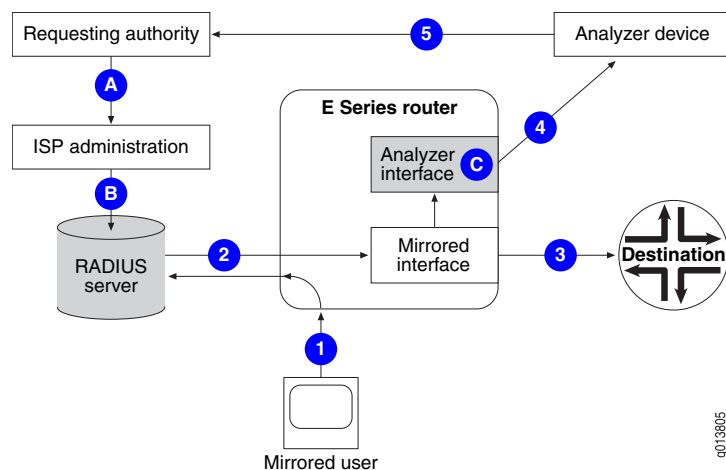 Requesting authority
5
Analyzer device
A
E Series router
4
ISP administration
Analyzer
interface
C
B
RADIUS
server
2
Mirrored
interface
3
Destination
1
Mirrored user
g013805